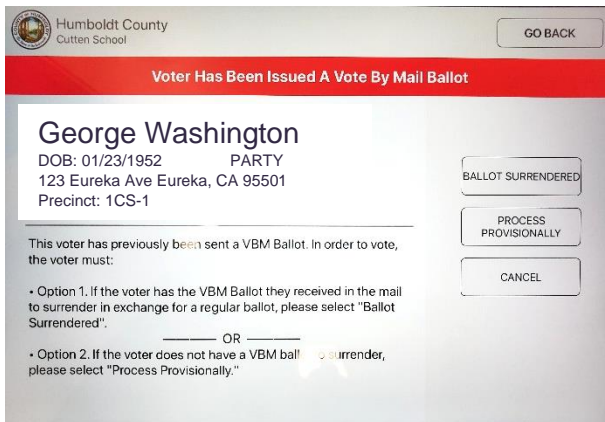 Humboldt County
Cutten School
GO BACK
Voter Has Been Issued A Vote By Mail Ballot
George Washington
DOB: 01/23/1952 PARTY
123 Eureka Ave Eureka, CA 95501
Precinct: 1CS-1
BALLOT SURRENDERED
PROCESS
PROVISIONALLY
CANCEL
This voter has previously been sent a VBM Ballot. In order to vote,
the voter must:
• Option 1. If the voter has the VBM Ballot they received in the mail
to surrender in exchange for a regular ballot, please select "Ballot
Surrendered".
OR
• Option 2. If the voter does not have a VBM surrender,
please select "Process Provisionally."